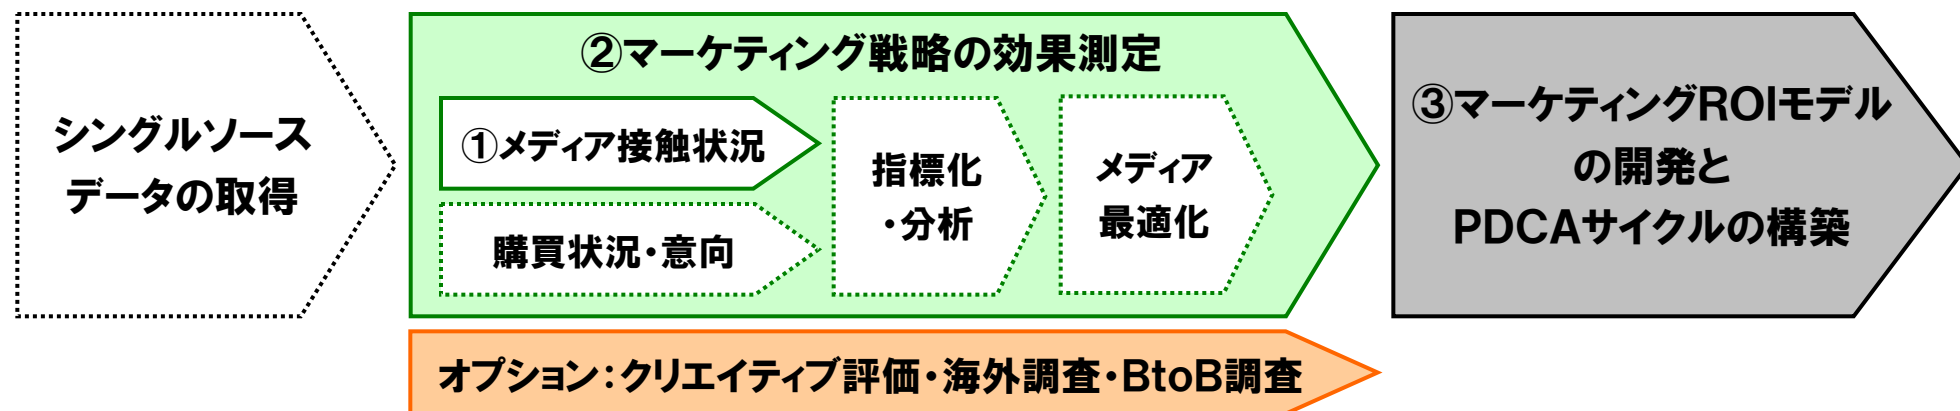 シングルソース
データの取得
②マーケティング戦略の効果測定
①メディア接触状況
購買状況・意向
指標化
・分析
メディア
最適化
③マーケティングROIモデル
の開発と
PDCAサイクルの構築
オプション：クリエイティブ評価・海外調査・BtoB調査